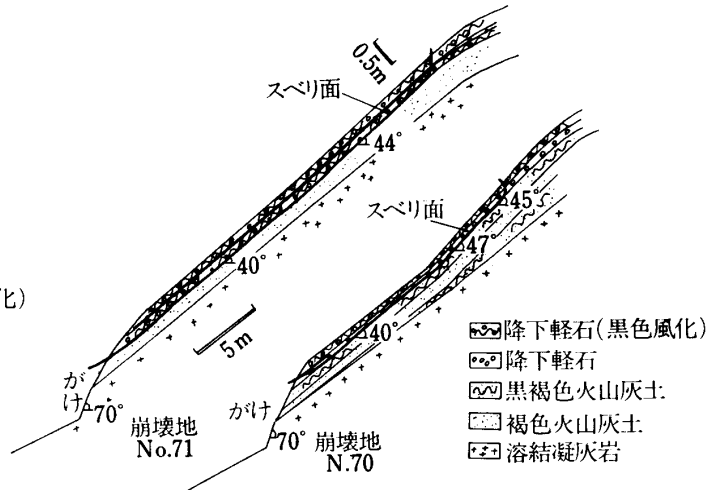 0.5m
スベリ面
44°
40°
5m
がけ
70°
崩壊地
No.71
スベリ面
45°
47°
40°
がけ
70°
崩壊地
N.70
化)
降下軽石(黒色風化)
降下軽石
黒褐色火山灰土
褐色火山灰土
溶結凝灰岩